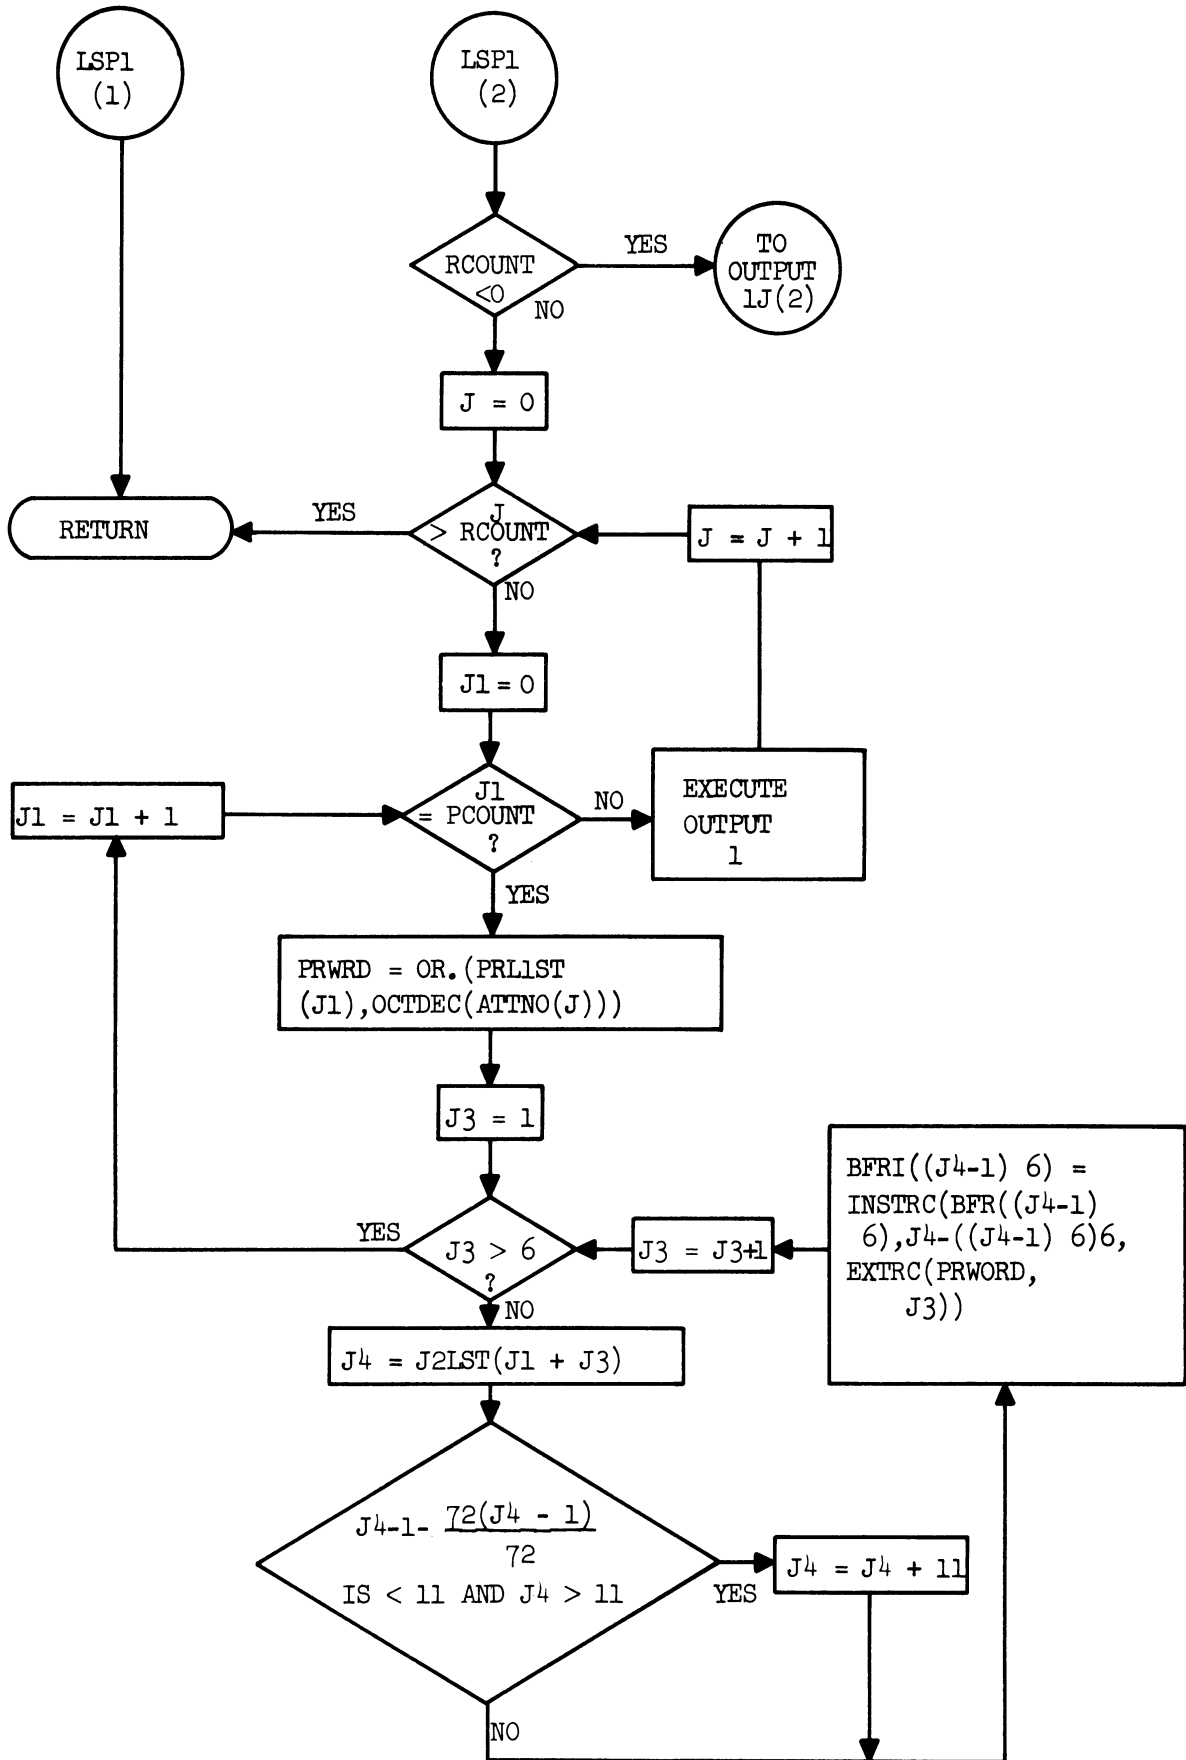 LSP1
(1)
LSP1
(2)
RCOUNT
<0
YES
NO
TO
OUTPUT
1J(2)
J = 0
J
> RCOUNT
?
YES
NO
RETURN
J = J + 1
J1 = 0
J1
= PCOUNT
?
NO
YES
EXECUTE
OUTPUT
1
J1 = J1 + 1
PRWRD = OR.(PRL1ST
(J1),OCTDEC(ATTNO(J)))
J3 = 1
J3 > 6
?
YES
NO
J3 = J3+1
BFRI((J4-1) 6) =
INSTRC(BFR((J4-1)
6),J4-((J4-1) 6)6,
EXTRC(PRWORD,
J3))
J4 = J2LST(J1 + J3)
J4-1- 72(J4 - 1)
72
IS < 11 AND J4 > 11
YES
NO
J4 = J4 + 11